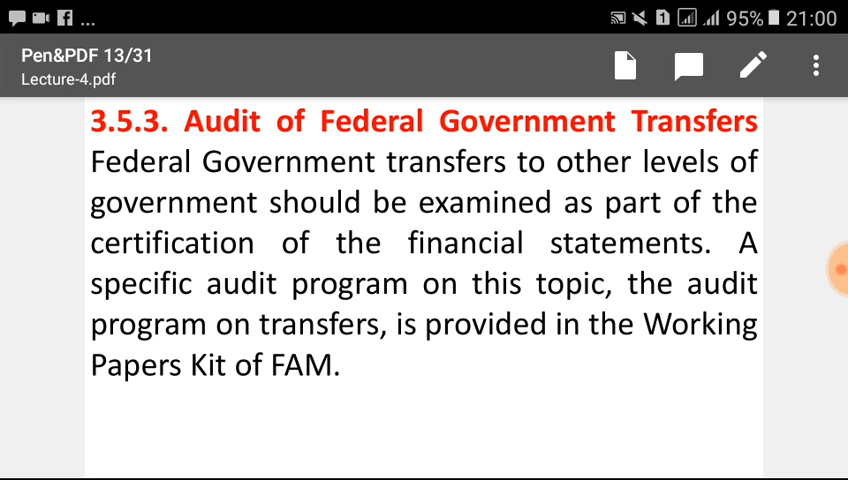 ... 1 95% 21:00
Pen&PDF 13/31
Lecture-4.pdf
3.5.3. Audit of Federal Government Transfers
Federal Government transfers to other levels of
government should be examined as part of the
certification of the financial statements. A
specific audit program on this topic, the audit
program on transfers, is provided in the Working
Papers Kit of FAM.